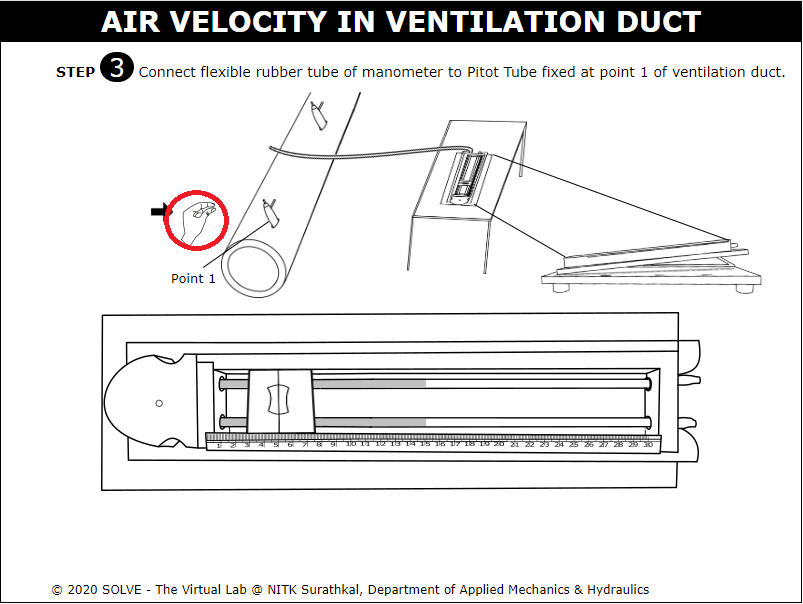 AIR VELOCITY IN VENTILATION DUCT
STEP 3 Connect flexible rubber tube of manometer to Pitot Tube fixed at point 1 of ventilation duct.
Point 1
1 2 3 4 5 6 7 8 9 10 11 12 13 14 15 16 17 18 19 20 21 22 23 24 25 26 27 28 29 30
© 2020 SOLVE - The Virtual Lab @ NITK Surathkal, Department of Applied Mechanics & Hydraulics